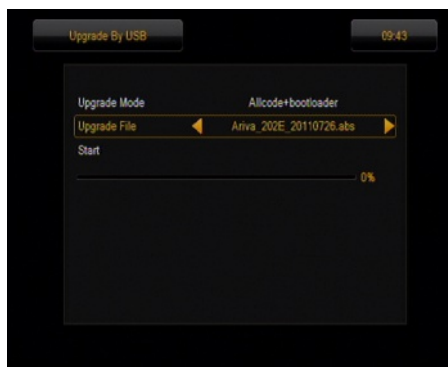 Upgrade By USB 09:43
Upgrade Mode Allcode+bootloader
Upgrade File Ariva_202E_20110726.abs
Start
0%